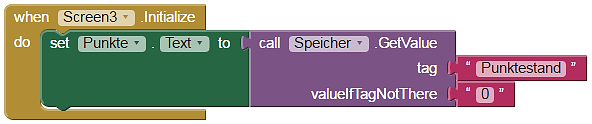 when Screen3 .Initialize
do set Punkte . Text to call Speicher .GetValue
tag " Punktestand "
valueIfTagNotThere " 0 "